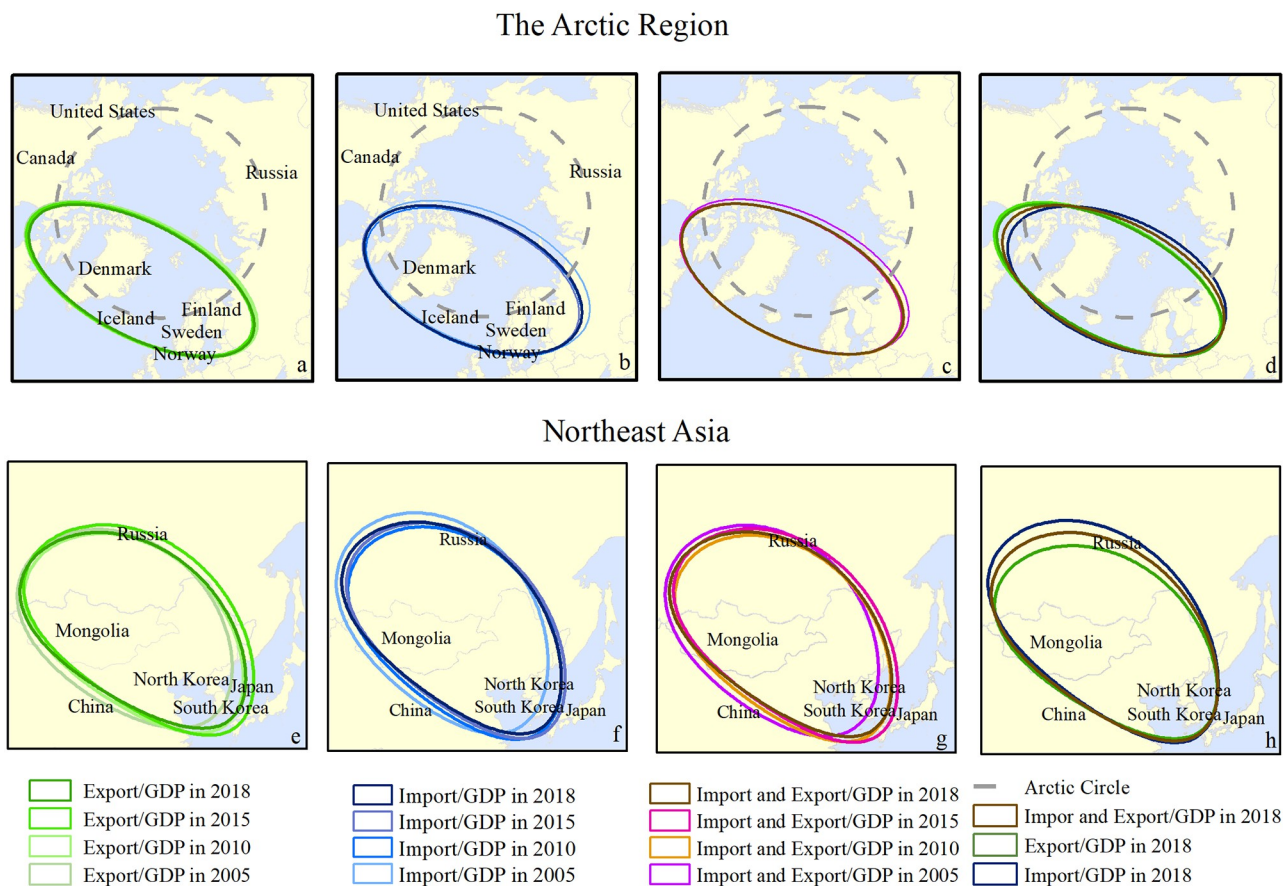 The Arctic Region
United States
Canada
Russia
Denmark
Iceland
Finland
Sweden
Norway
a
United States
Canada
Russia
Denmark
Iceland
Finland
Sweden
Norway
b
c
d
Northeast Asia
Russia
Mongolia
North Korea
Japan
China
South Korea
e
Russia
Mongolia
North Korea
China
South Korea
Japan
f
Russia
Mongolia
North Korea
China
South Korea
Japan
g
Russia
Mongolia
North Korea
China
South Korea
Japan
h
Export/GDP in 2018
Export/GDP in 2015
Export/GDP in 2010
Export/GDP in 2005
Import/GDP in 2018
Import/GDP in 2015
Import/GDP in 2010
Import/GDP in 2005
Import and Export/GDP in 2018
Import and Export/GDP in 2015
Import and Export/GDP in 2010
Import and Export/GDP in 2005
Arctic Circle
Impor and Export/GDP in 2018
Export/GDP in 2018
Import/GDP in 2018